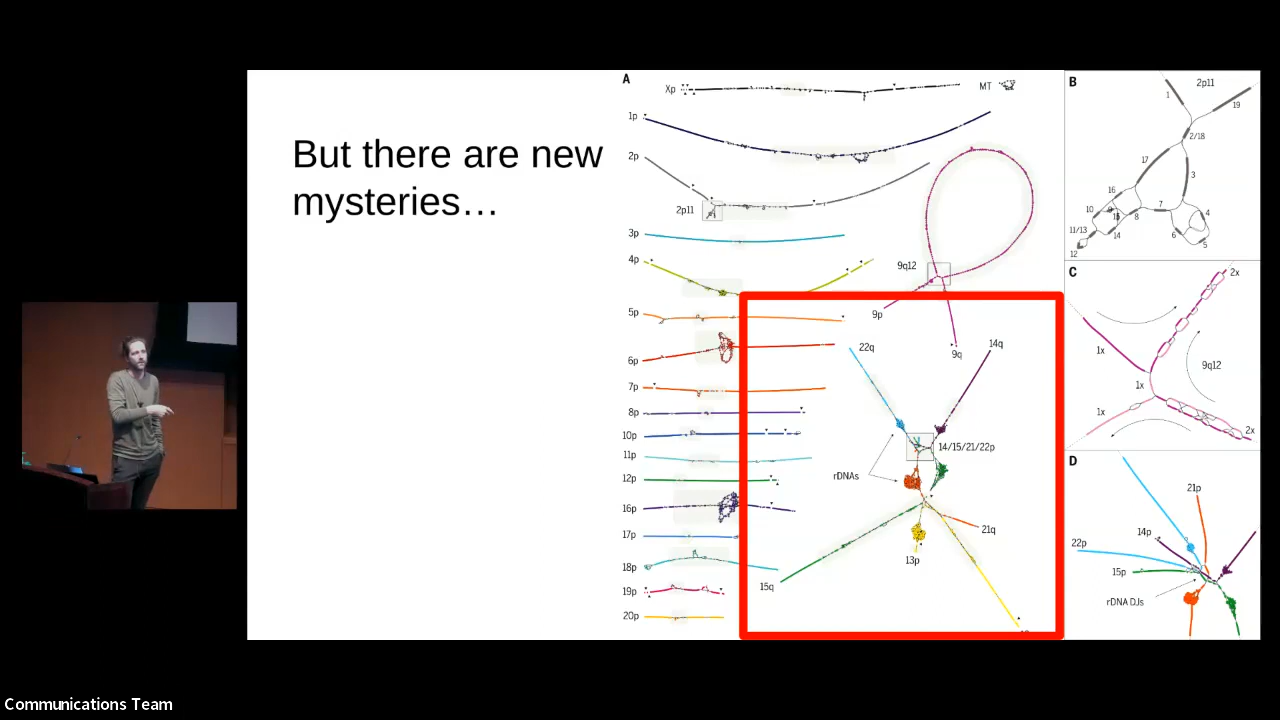 But there are new
mysteries…
A
Xp
MT
1p
2p
2p11
3p
4p
9q12
5p
9p
22q
9q
14q
6p
7p
8p
10p
14/15/21/22p
11p
rDNAs
12p
16p
21q
17p
13p
18p
15q
19p
20p
B
2p11
1
19
2/18
17
3
16
10
9
15
8
7
4
11/13
14
6
5
12
C
2x
1x
9q12
1x
1x
2x
D
21p
14p
22p
15p
rDNA DJs
Communications Team